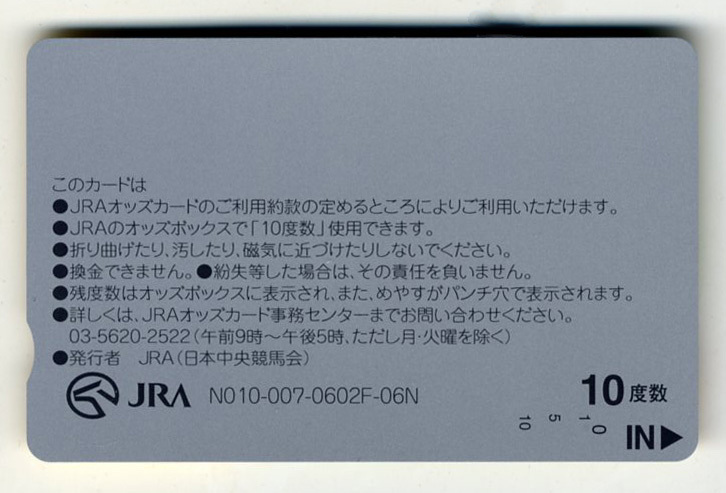 このカードは
●JRAオッズカードのご利用約款の定めるところによりご利用いただけます。
●JRAのオッズボックスで「10度数」使用できます。
●折り曲げたり、汚したり、磁気に近づけたりしないでください。
●換金できません。●紛失等した場合は、その責任を負いません。
●残度数はオッズボックスに表示され、また、めやすがパンチ穴で表示されます。
●詳しくは、JRAオッズカード事務センターまでお問い合わせください。
03-5620-2522（午前9時〜午後5時、ただし月・火曜を除く）
●発行者　JRA（日本中央競馬会）
JRA N010-007-0602F-06N
10度数
10 5 1 0
IN▶